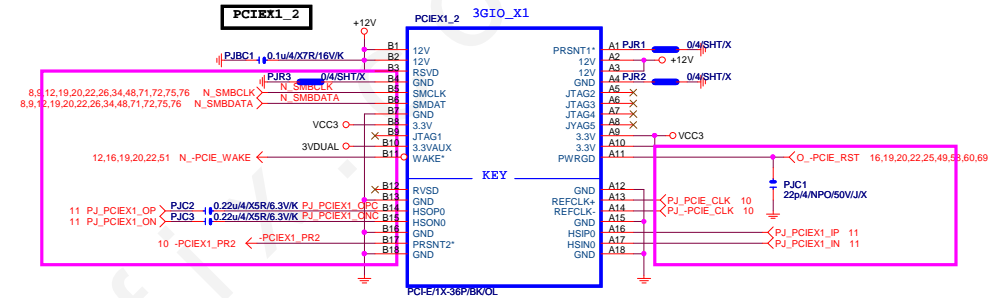 PCIEX1_2
PCIEX1_2
3GIO_X1
+12V
PJBC1 0.1u/4/X7R/16V/K
B1 12V PRSNT1* A1 PJR1 0/4/SHT/X
B2 12V 12V A2 +12V
B3 RSVD 12V A3
PJR3 0/4/SHT/X B4 GND GND A4 PJR2 0/4/SHT/X
8,9,12,19,20,22,26,34,48,71,72,75,76 N_SMBCLK N_SMBCLK B5 SMCLK JTAG2 A5
8,9,12,19,20,22,26,34,48,71,72,75,76 N_SMBDATA N_SMBDATA B6 SMDAT JTAG3 A6
B7 GND JTAG4 A7
VCC3 B8 3.3V JYAG5 A8
B9 JTAG1 3.3V A9 VCC3
3VDUAL B10 3.3VAUX 3.3V A10
12,16,19,20,22,51 N_-PCIE_WAKE B11 WAKE* PWRGD A11 O_-PCIE_RST 16,19,20,22,25,49,58,60,69
KEY
PJC1
22p/4/NPO/50V/J/X
B12 RVSD GND A12
B13 GND REFCLK+ A13 PJ_PCIE_CLK 10
11 PJ_PCIEX1_OP PJC2 0.22u/4/X5R/6.3V/K PJ_PCIEX1_OPC B14 HSOP0 REFCLK- A14 PJ_-PCIE_CLK 10
11 PJ_PCIEX1_ON PJC3 0.22u/4/X5R/6.3V/K PJ_PCIEX1_ONC B15 HSON0 GND A15
B16 GND HSIP0 A16 PJ_PCIEX1_IP 11
10 -PCIEX1_PR2 -PCIEX1_PR2 B17 PRSNT2* HSIN0 A17 PJ_PCIEX1_IN 11
B18 GND GND A18
PCI-E/1X-36P/BK/OL